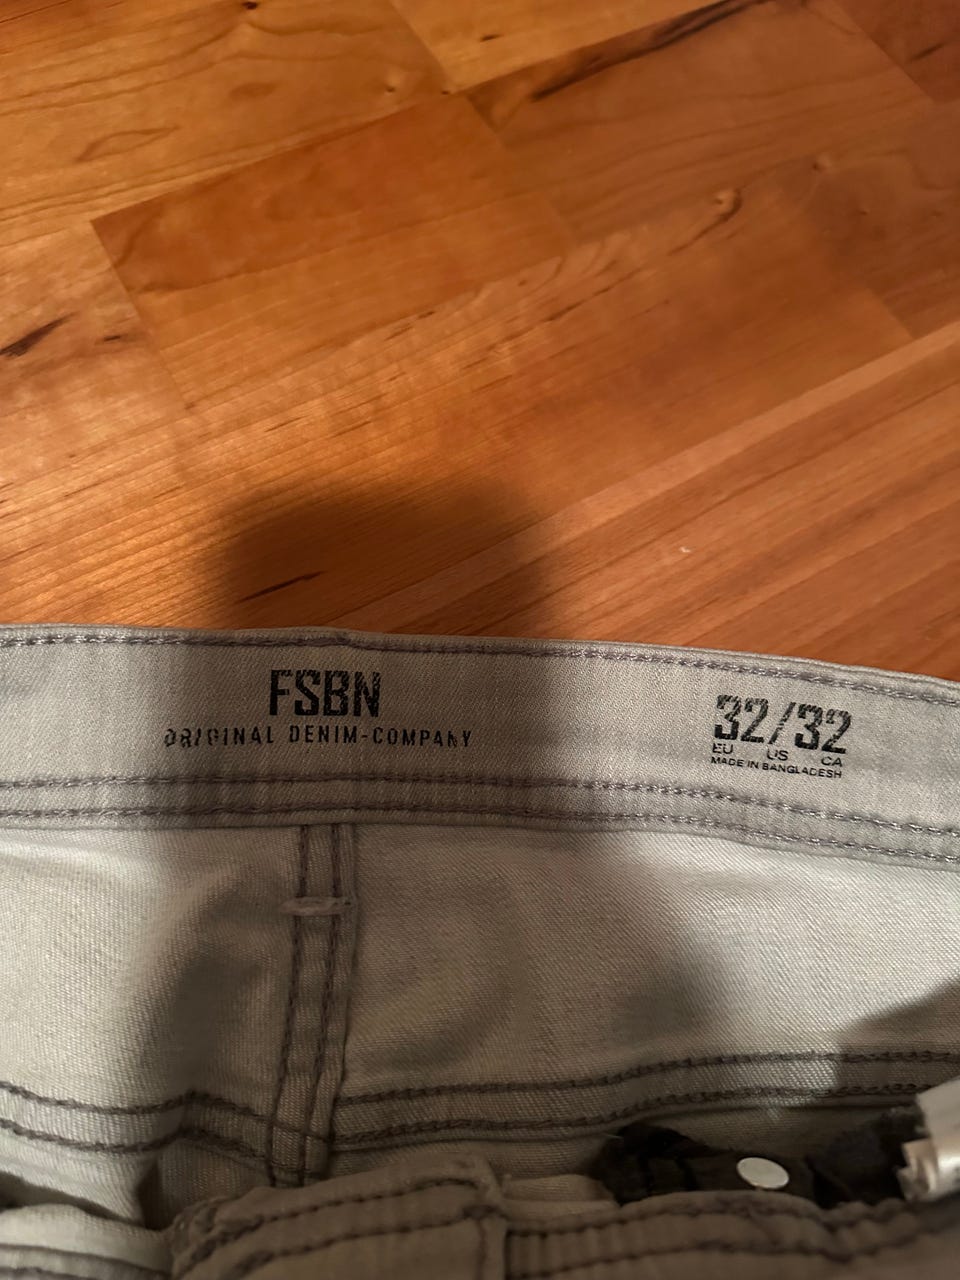 FSBN
ORIGINAL DENIM-COMPANY
32/32
EU US CA
MADE IN BANGLADESH